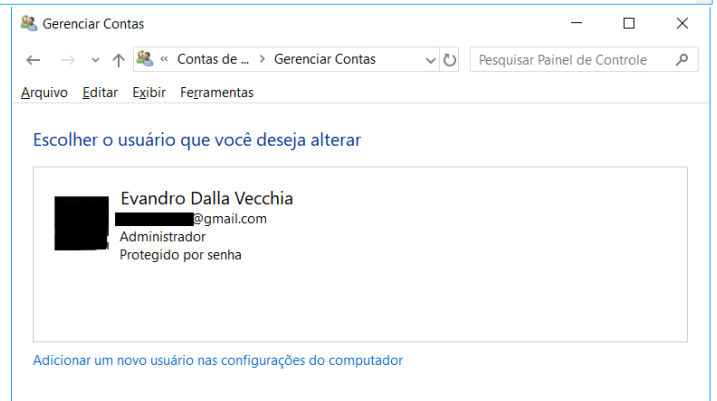 Gerenciar Contas
« Contas de ... > Gerenciar Contas
Pesquisar Painel de Controle
Arquivo Editar Exibir Ferramentas
Escolher o usuário que você deseja alterar
Evandro Dalla Vecchia
@gmail.com
Administrador
Protegido por senha
Adicionar um novo usuário nas configurações do computador